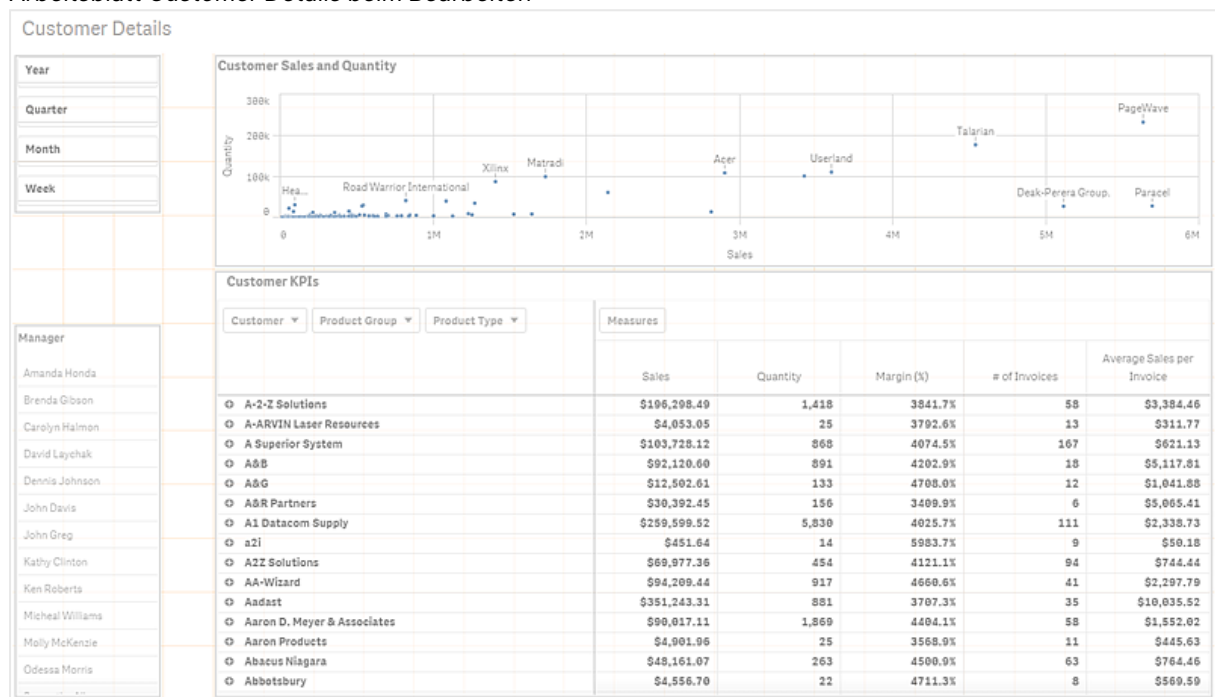 Arbeitsblatt Customer Details beim Bearbeiten
Customer Details
Year
Quarter
Month
Week
Customer Sales and Quantity
Quantity
300k
200k
100k
0
PageWave
Talarian
Acer
Userland
Xilinx
Matradi
Hea...
Road Warrior International
Deak-Perera Group.
Paracel
0
1M
2M
3M
4M
5M
6M
Sales
Manager
Amanda Honda
Brenda Gibson
Carolyn Halmon
David Laychak
Dennis Johnson
John Davis
John Greg
Kathy Clinton
Ken Roberts
Micheal Williams
Molly McKenzie
Odessa Morris
Customer KPIs
Customer Product Group Product Type Measures
Sales Quantity Margin (%) # of Invoices Average Sales per Invoice
A-2-Z Solutions $196,298.49 1,418 3841.7% 58 $3,384.46
A-ARVIN Laser Resources $4,053.05 25 3792.6% 13 $311.77
A Superior System $103,728.12 868 4074.5% 167 $621.13
A&B $92,120.60 891 4202.9% 18 $5,117.81
A&G $12,502.61 133 4708.0% 12 $1,041.88
A&R Partners $30,392.45 156 3409.9% 6 $5,065.41
A1 Datacom Supply $259,599.52 5,830 4025.7% 111 $2,338.73
a2i $451.64 14 5983.7% 9 $50.18
A2Z Solutions $69,977.36 454 4121.1% 94 $744.44
AA-Wizard $94,209.44 917 4660.6% 41 $2,297.79
Aadast $351,243.31 881 3707.3% 35 $10,035.52
Aaron D. Meyer & Associates $90,017.11 1,869 4404.1% 58 $1,552.02
Aaron Products $4,901.96 25 3568.9% 11 $445.63
Abacus Niagara $48,161.07 263 4500.9% 63 $764.46
Abbotsbury $4,556.70 22 4711.3% 8 $569.59